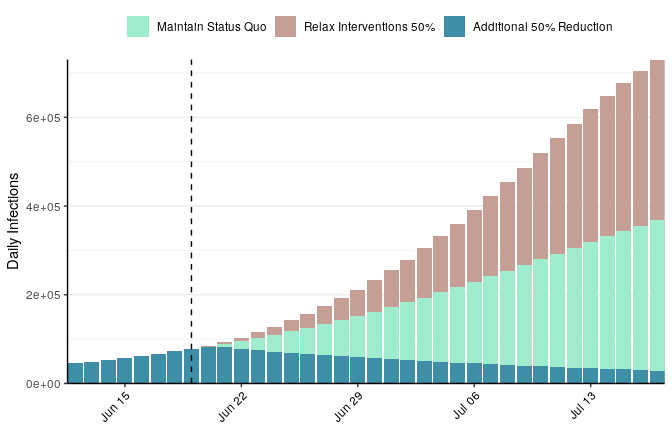 Maintain Status Quo Relax Interventions 50% Additional 50% Reduction
Daily Infections
6e+05
4e+05
2e+05
0e+00
Jun 15 Jun 22 Jun 29 Jul 06 Jul 13